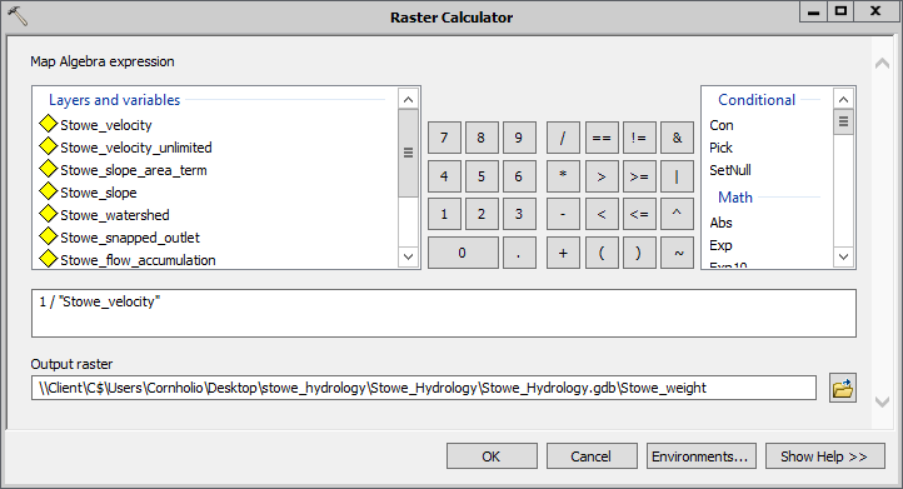 Raster Calculator
Map Algebra expression
Layers and variables
Stowe_velocity
Stowe_velocity_unlimited
Stowe_slope_area_term
Stowe_slope
Stowe_watershed
Stowe_snapped_outlet
Stowe_flow_accumulation
7 8 9 / == != &
4 5 6 * > >= |
1 2 3 - < <= ^
0 . + ( ) ~
Conditional
Con
Pick
SetNull
Math
Abs
Exp
Exp10
1 / "Stowe_velocity"
Output raster
\\Client\C$\Users\Cornholio\Desktop\stowe_hydrology\Stowe_Hydrology\Stowe_Hydrology.gdb\Stowe_weight
OK Cancel Environments... Show Help >>